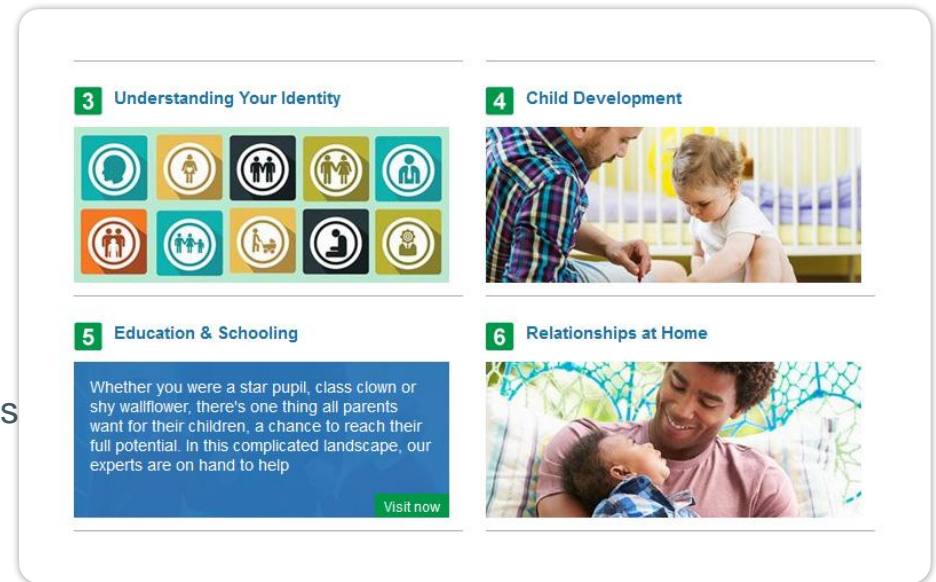 3 Understanding Your Identity
4 Child Development
5 Education & Schooling
Whether you were a star pupil, class clown or
shy wallflower, there's one thing all parents
want for their children, a chance to reach their
full potential. In this complicated landscape, our
experts are on hand to help
Visit now
6 Relationships at Home
s